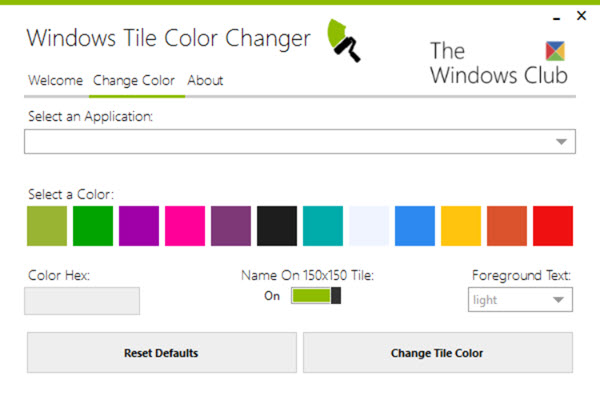 Windows Tile Color Changer
The
Windows Club
Welcome Change Color About
Select an Application:
Select a Color:
Color Hex: Name On 150x150 Tile: Foreground Text:
On light
Reset Defaults Change Tile Color